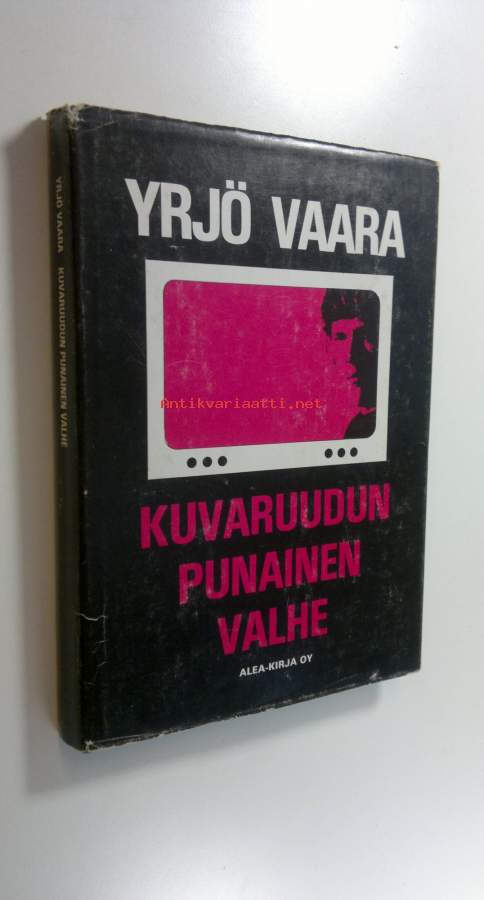 YRJÖ VAARA KUVARUUDUN PUNAINEN VALHE
YRJÖ VAARA
Antikvariaatti.net
KUVARUUDUN
PUNAINEN
VALHE
ALEA-KIRJA OY